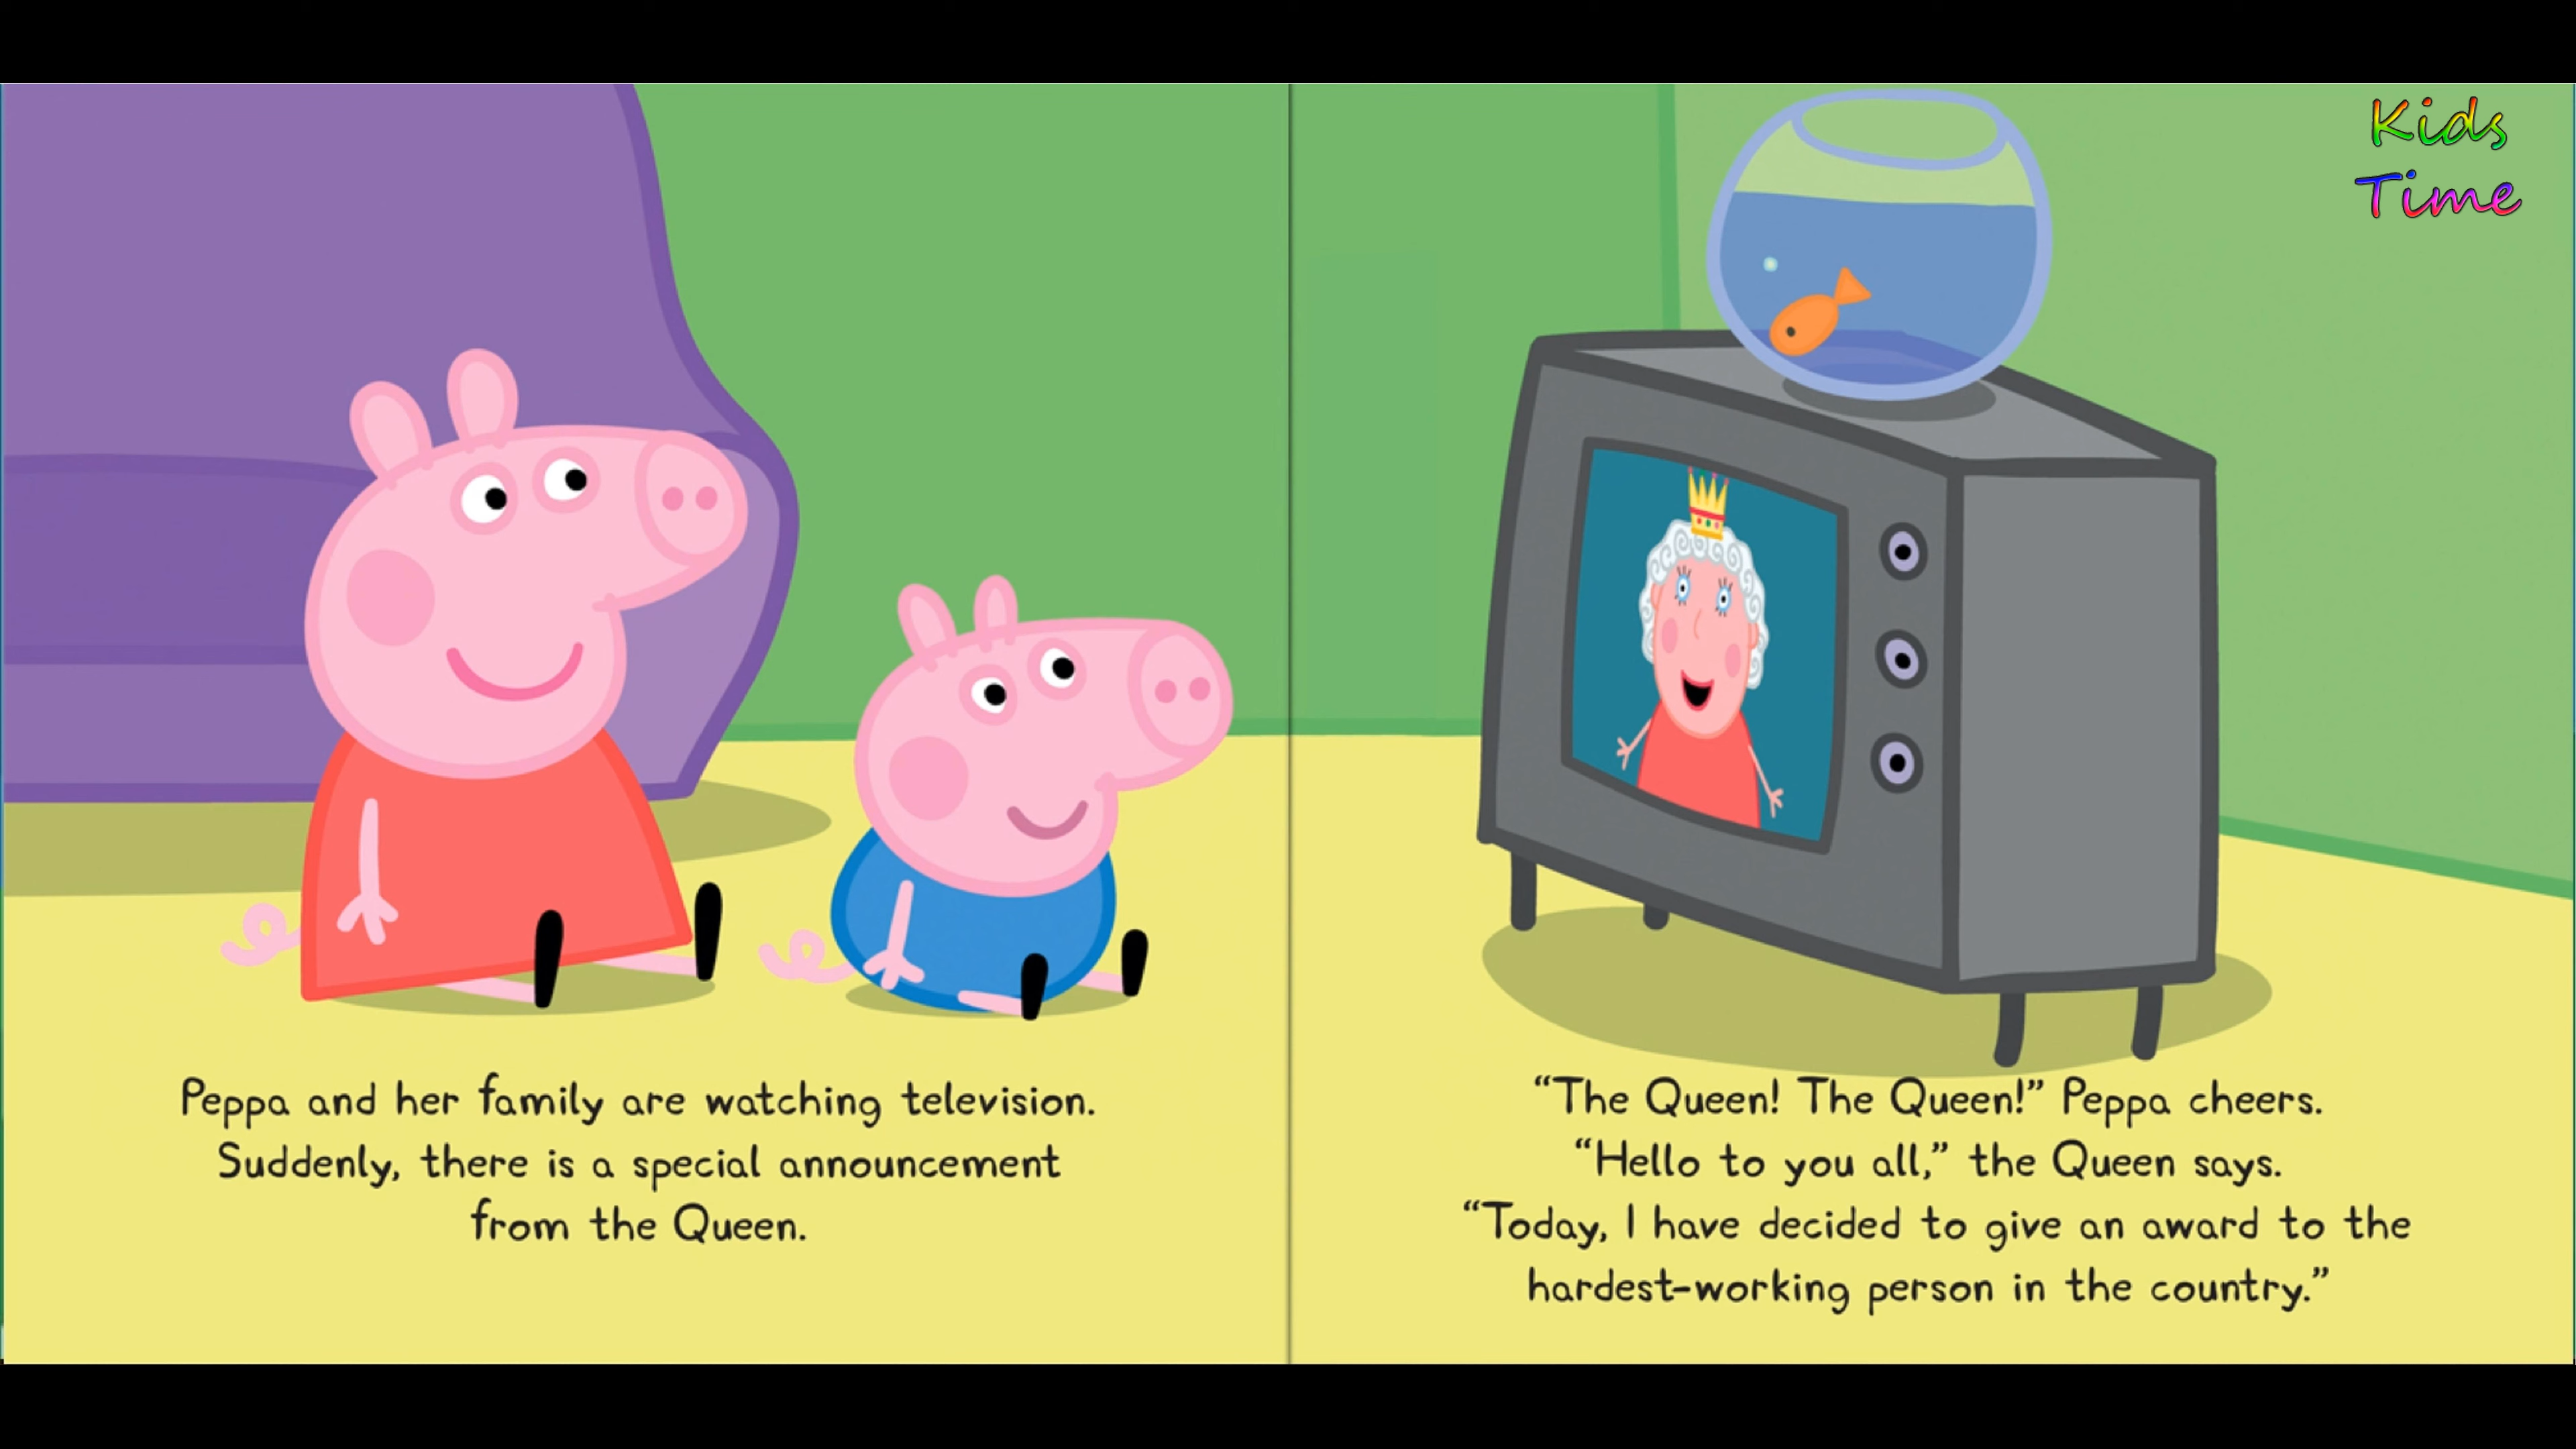 Kids
Time
Peppa and her family are watching television.
Suddenly, there is a special announcement
from the Queen.
“The Queen! The Queen!” Peppa cheers.
“Hello to you all,” the Queen says.
“Today, I have decided to give an award to the
hardest-working person in the country.”